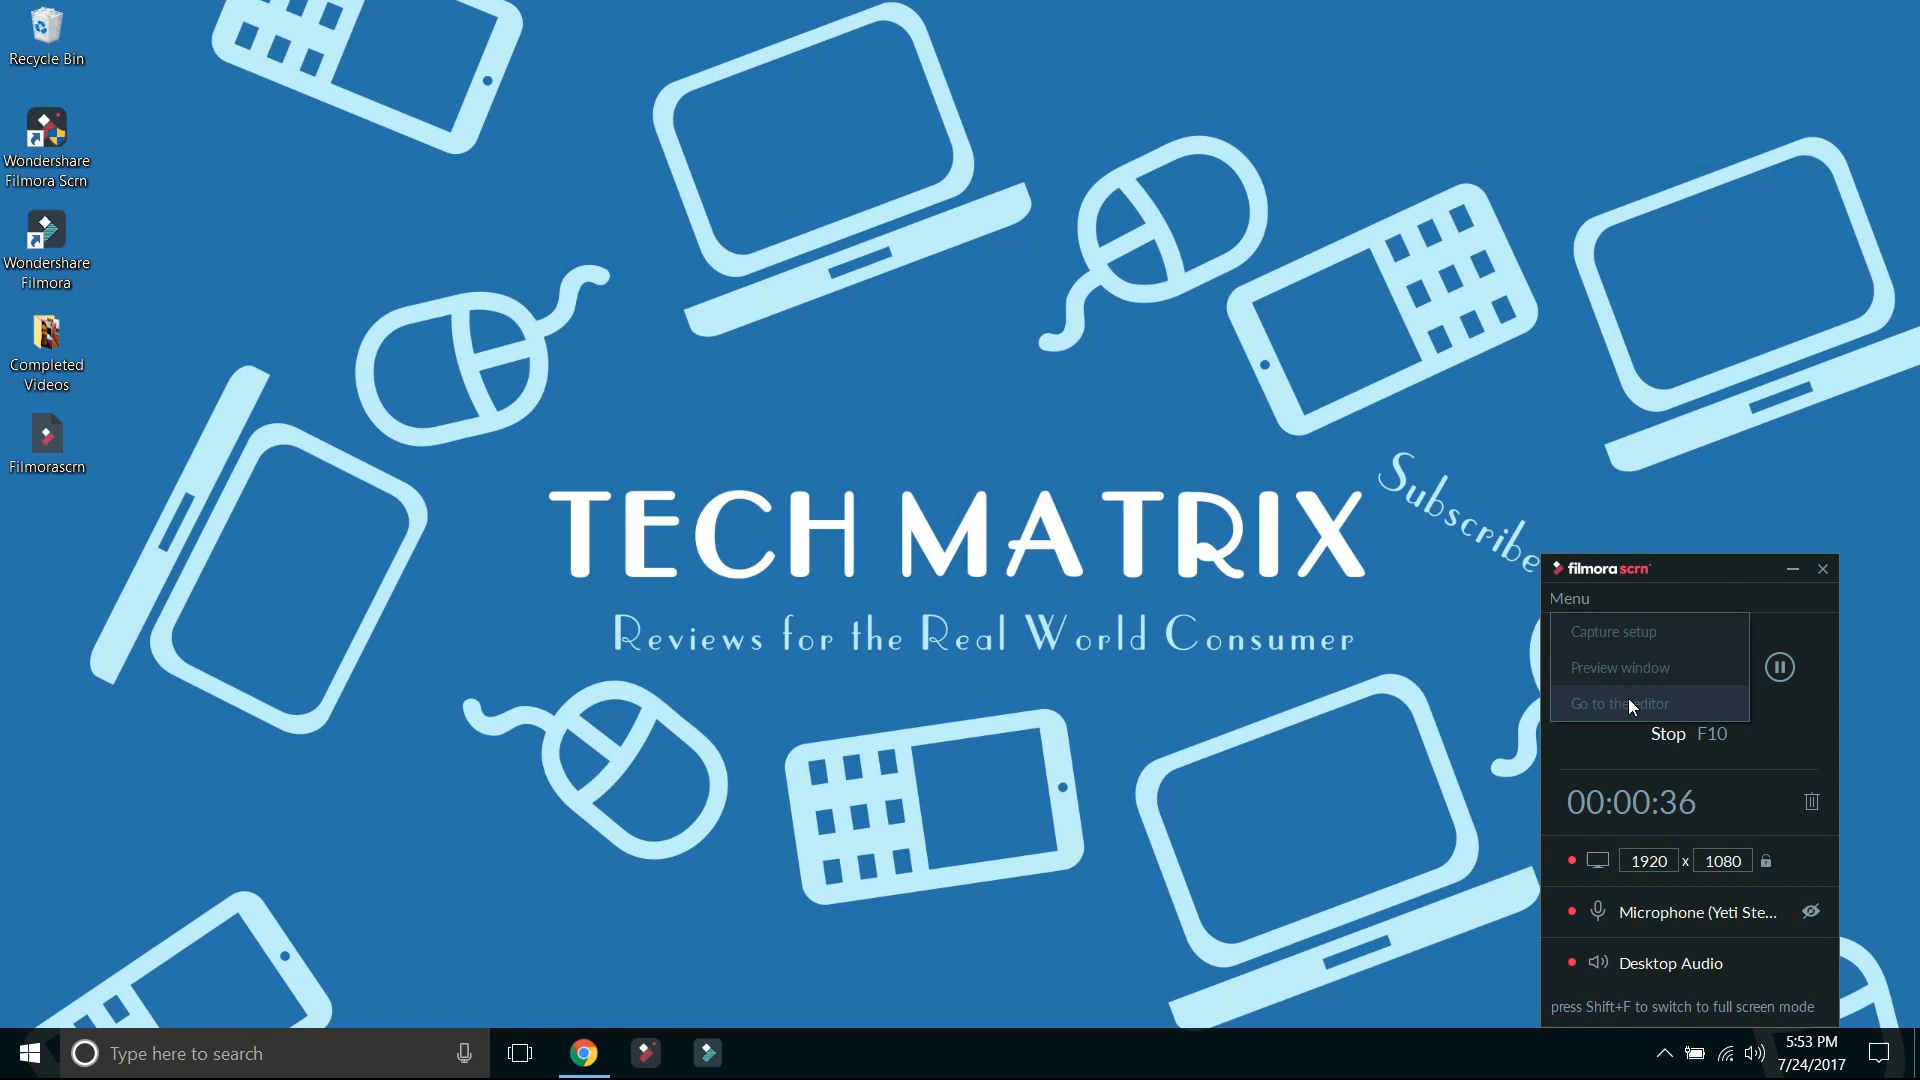 Recycle Bin
Wondershare
Filmora Scrn
Wondershare
Filmora
Completed
Videos
Filmorascrn
TECH MATRIX
Subscribe
Reviews for the Real World Consumer
filmora scrn
Menu
Capture setup
Preview window
Go to the editor
Stop F10
00:00:36
1920 x 1080
Microphone (Yeti Ste...
Desktop Audio
press Shift+F to switch to full screen mode
Type here to search
5:53 PM
7/24/2017